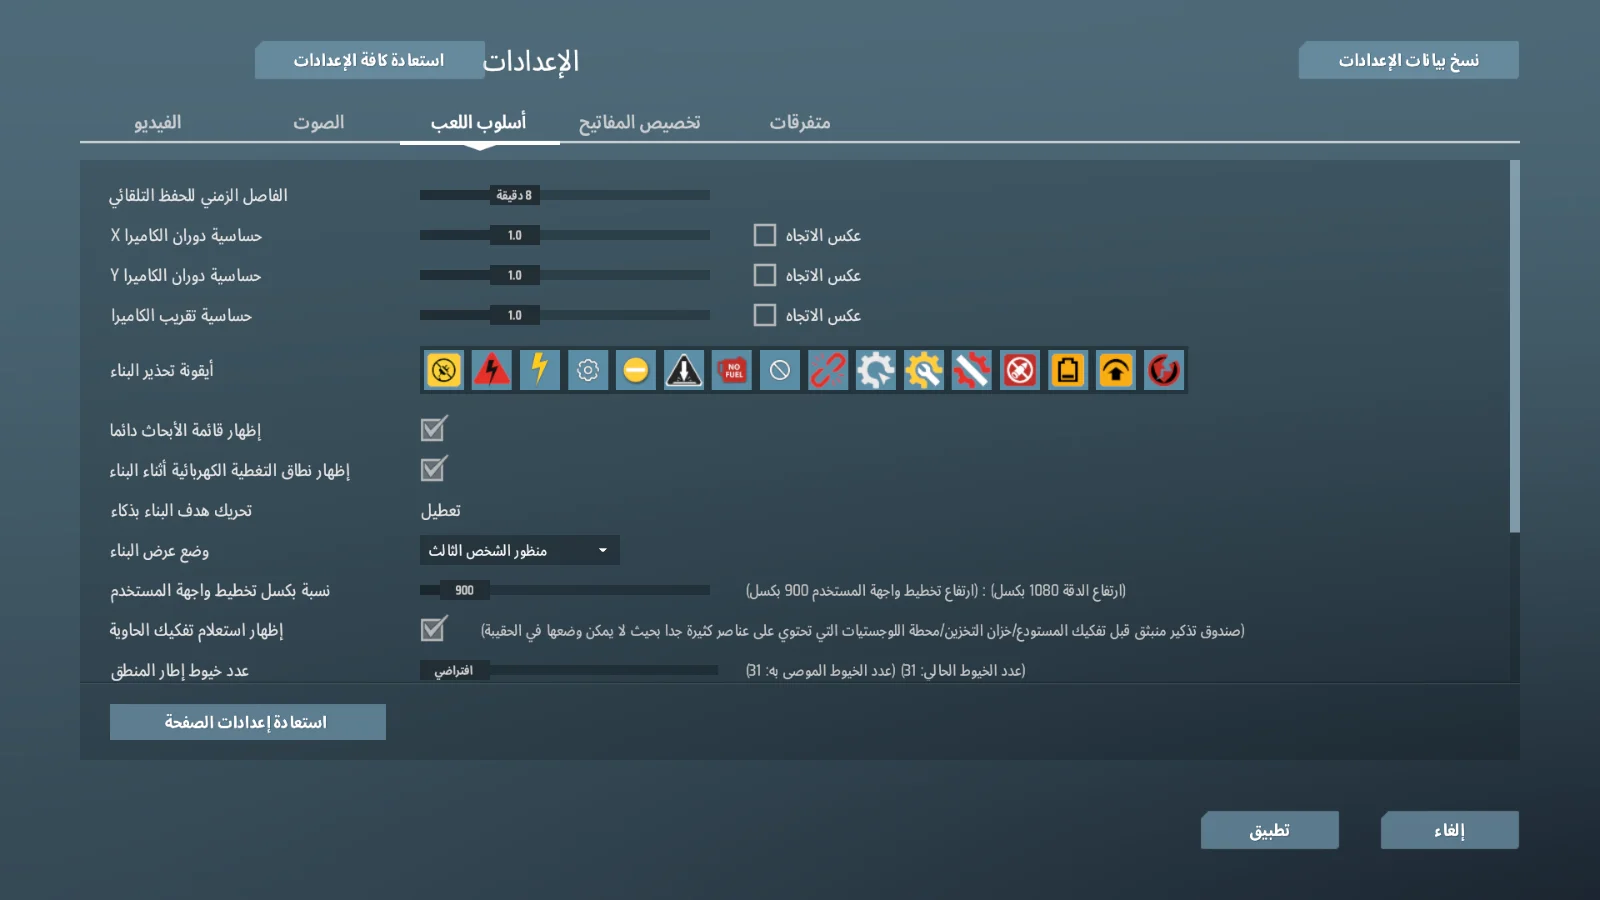 الإعدادات
استعادة كافة الإعدادات
نسخ بيانات الإعدادات
الفيديو
الصوت
أسلوب اللعب
تخصيص المفاتيح
متفرقات
الفاصل الزمني للحفظ التلقائي
8 دقيقة
حساسية دوران الكاميرا X
1.0
عكس الاتجاه
حساسية دوران الكاميرا Y
1.0
عكس الاتجاه
حساسية تقريب الكاميرا
1.0
عكس الاتجاه
أيقونة تحذير البناء
NO
FUEL
إظهار قائمة الأبحاث دائما
إظهار نطاق التغطية الكهربائية أثناء البناء
تحريك هدف البناء بذكاء
تعطيل
وضع عرض البناء
منظور الشخص الثالث
نسبة بكسل تخطيط واجهة المستخدم
900
(ارتفاع الدقة 1080 بكسل) : (ارتفاع تخطيط واجهة المستخدم 900 بكسل)
إظهار استعلام تفكيك الحاوية
(صندوق تذكير منبثق قبل تفكيك المستودع/خزان التخزين/محطة اللوجستيات التي تحتوي على عناصر كثيرة جدا بحيث لا يمكن وضعها في الحقيبة)
عدد خيوط إطار المنطق
افتراضي
(عدد الخيوط الحالي: 31) (عدد الخيوط الموصى به: 31)
استعادة إعدادات الصفحة
تطبيق
إلغاء